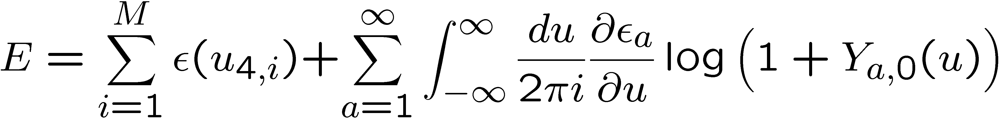 E = \sum_{i=1}^{M} \epsilon(u_{4,i}) + \sum_{a=1}^{\infty} \int_{-\infty}^{\infty} \frac{du}{2\pi i} \frac{\partial \epsilon_a}{\partial u} \log \left( 1 + Y_{a,0}(u) \right)